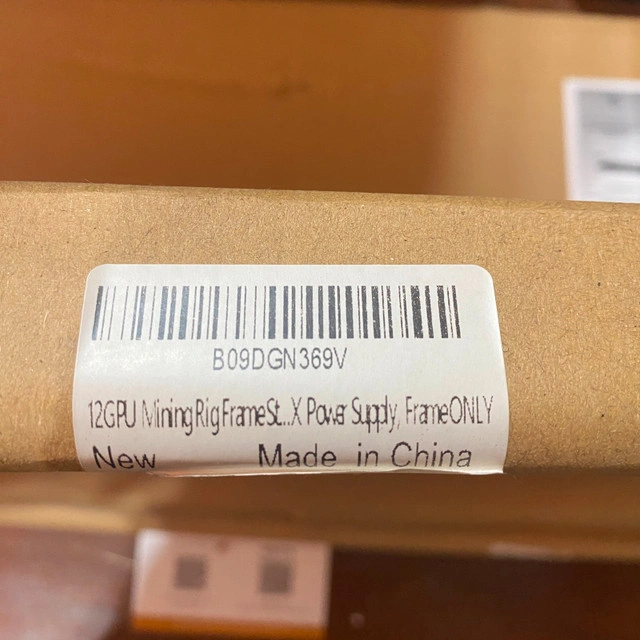 B09DGN369V
12GPU Mining Rig Frame St...X Power Supply, Frame ONLY
New Made in China